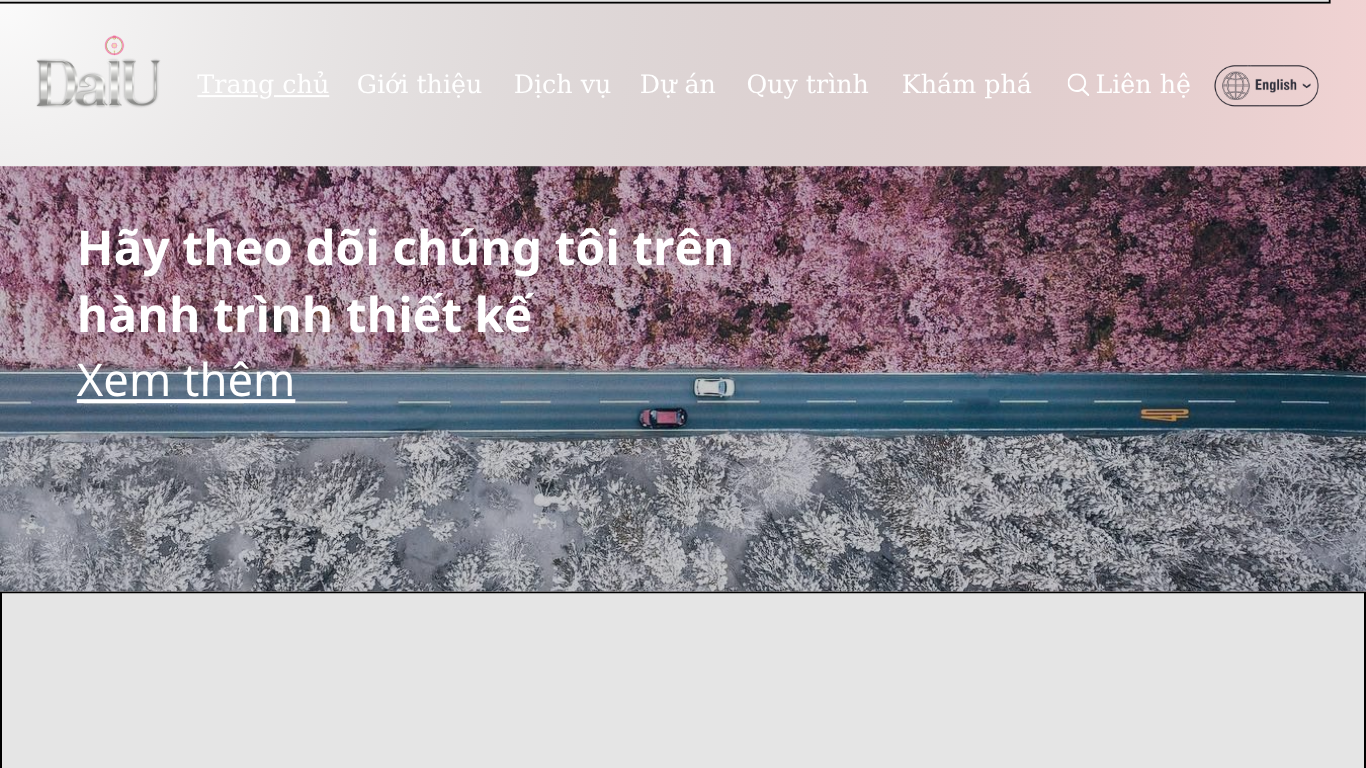 DaiU
Trang chủ Giới thiệu Dịch vụ Dự án Quy trình Khám phá Liên hệ English
Hãy theo dõi chúng tôi trên
hành trình thiết kế
Xem thêm